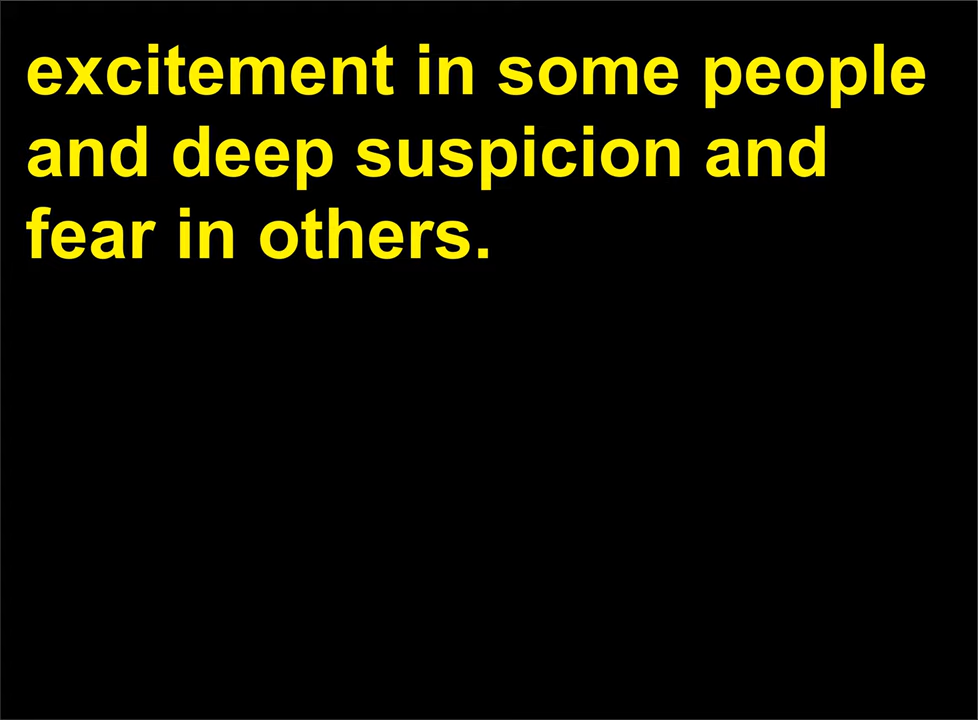 excitement in some people
and deep suspicion and
fear in others.